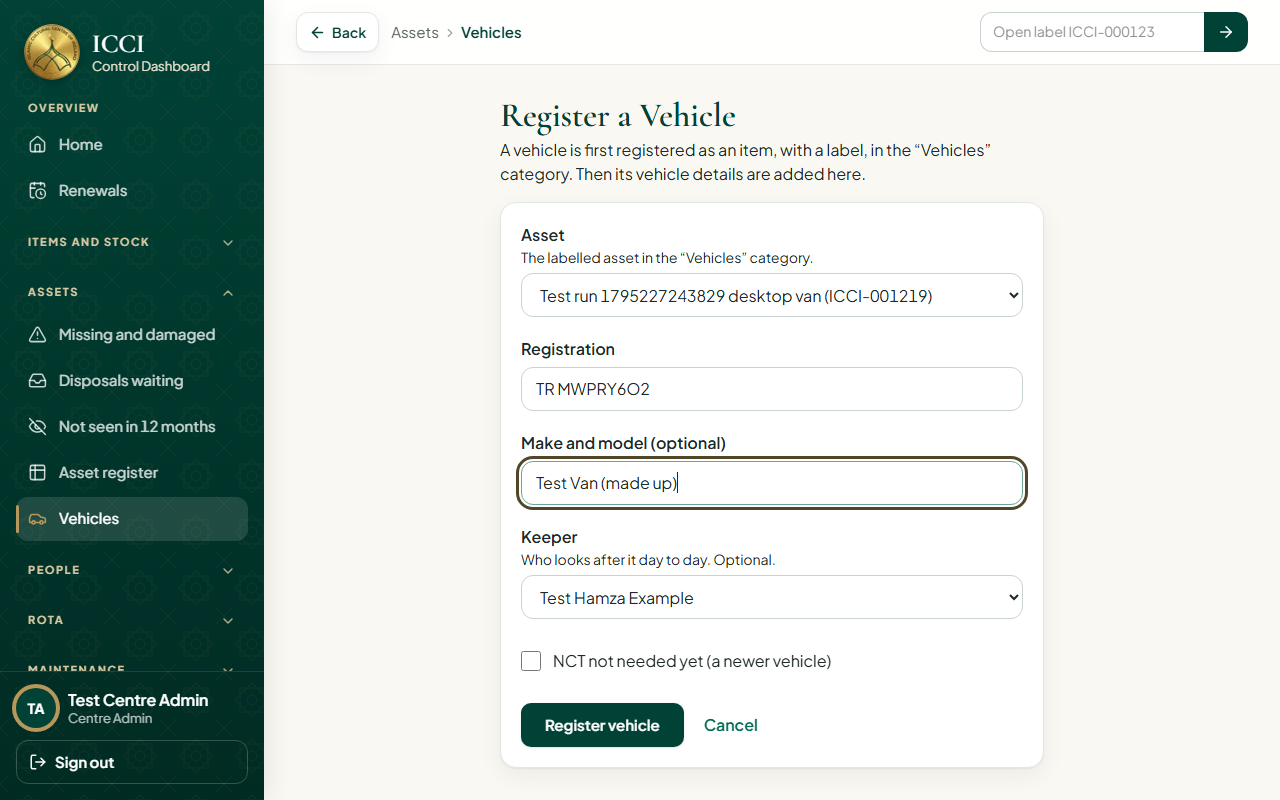 ICCI
Control Dashboard
OVERVIEW
Home
Renewals
ITEMS AND STOCK
ASSETS
Missing and damaged
Disposals waiting
Not seen in 12 months
Asset register
Vehicles
PEOPLE
ROTA
MAINTENANCE
TA
Test Centre Admin
Centre Admin
Sign out
Back
Assets
Vehicles
Open label ICCI-000123
Register a Vehicle
A vehicle is first registered as an item, with a label, in the “Vehicles”
category. Then its vehicle details are added here.
Asset
The labelled asset in the “Vehicles” category.
Test run 1795227243829 desktop van (ICCI-001219)
Registration
TR MWPRY6O2
Make and model (optional)
Test Van (made up)
Keeper
Who looks after it day to day. Optional.
Test Hamza Example
NCT not needed yet (a newer vehicle)
Register vehicle
Cancel